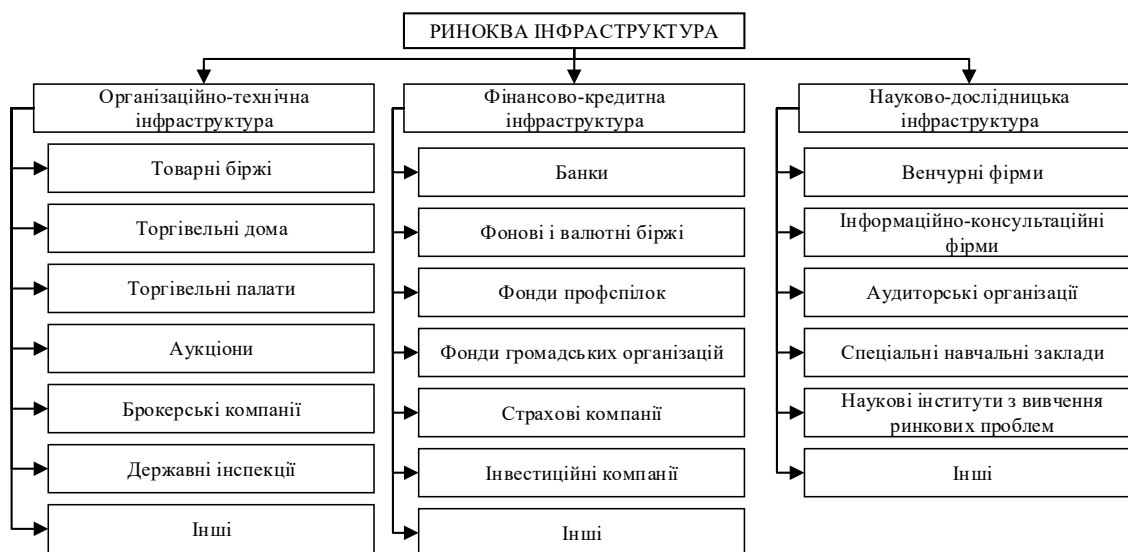 РИНОКВА ІНФРАСТРУКТУРА
Організаційно-технічна
інфраструктура
Товарні біржі
Торгівельні дома
Торгівельні палати
Аукціони
Брокерські компанії
Державні інспекції
Інші
Фінансово-кредитна
інфраструктура
Банки
Фонові і валютні біржі
Фонди профспілок
Фонди громадських організацій
Страхові компанії
Інвестиційні компанії
Інші
Науково-дослідницька
інфраструктура
Венчурні фірми
Інформаційно-консультаційні
фірми
Аудиторські організації
Спеціальні навчальні заклади
Наукові інститути з вивчення
ринкових проблем
Інші